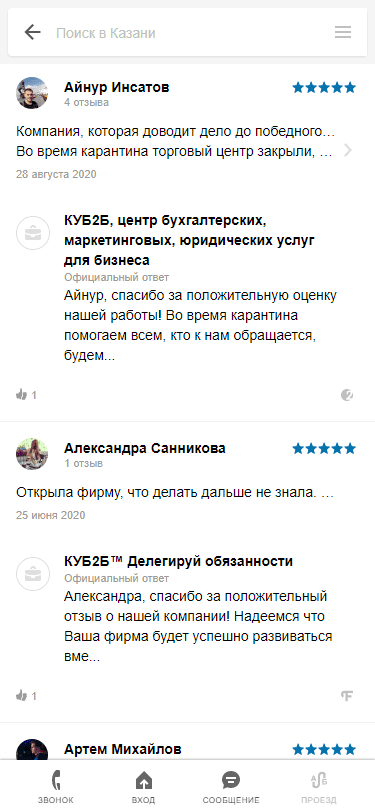 Поиск в Казани
Айнур Инсатов
4 отзыва
Компания, которая доводит дело до победного...
Во время карантина торговый центр закрыли, ...
28 августа 2020
КУБ2Б, центр бухгалтерских,
маркетинговых, юридических услуг
для бизнеса
Официальный ответ
Айнур, спасибо за положительную оценку
нашей работы! Во время карантина
помогаем всем, кто к нам обращается,
будем...
1
Александра Санникова
1 отзыв
Открыла фирму, что делать дальше не знала. ...
25 июня 2020
КУБ2Б™ Делегируй обязанности
Официальный ответ
Александра, спасибо за положительный
отзыв о нашей компании! Надеемся что
Ваша фирма будет успешно развиваться
вме...
1
Артем Михайлов
ЗВОНОК ВХОД СООБЩЕНИЕ ПРОЕЗД